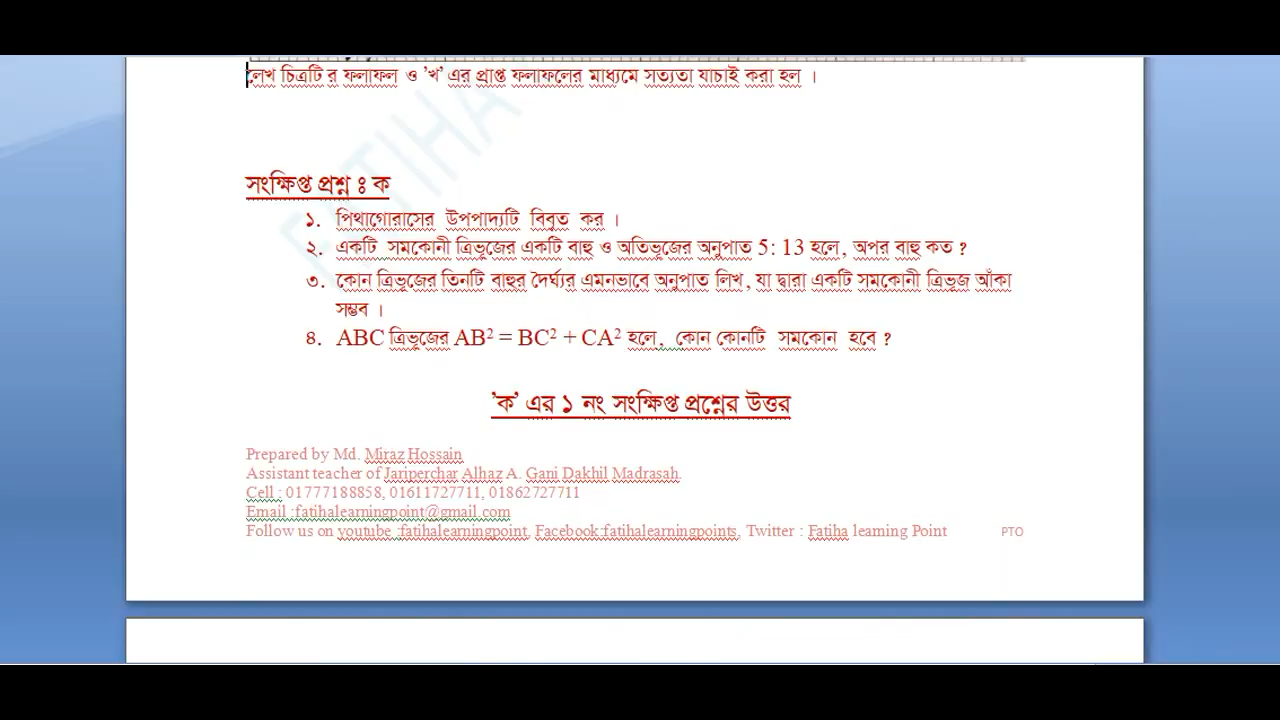 লেখ চিত্রটি র ফলাফল ও ’খ’ এর প্রাপ্ত ফলাফলের মাধ্যমে সত্যতা যাচাই করা হল ।
FATIHA
সংক্ষিপ্ত প্রশ্ন ঃ ক
১. পিথাগোরাসের উপপাদ্যটি বিবৃত কর ।
২. একটি সমকোনী ত্রিভূজের একটি বাহু ও অতিভূজের অনুপাত 5: 13 হলে, অপর বাহু কত ?
৩. কোন ত্রিভুজের তিনটি বাহুর দৈর্ঘ্যর এমনভাবে অনুপাত লিখ, যা দ্বারা একটি সমকোনী ত্রিভূজ আঁকা
সম্ভব ।
৪. ABC ত্রিভূজের AB² = BC² + CA² হলে, কোন কোনটি সমকোন হবে ?
’ক’ এর ১ নং সংক্ষিপ্ত প্রশ্নের উত্তর
Prepared by Md. Miraz Hossain
Assistant teacher of Jariperchar Alhaz A. Gani Dakhil Madrasah.
Cell : 01777188858, 01611727711, 01862727711
Email :fatihalearningpoint@gmail.com
Follow us on youtube :fatihalearningpoint, Facebook:fatihalearningpoints, Twitter : Fatiha learning Point PTO